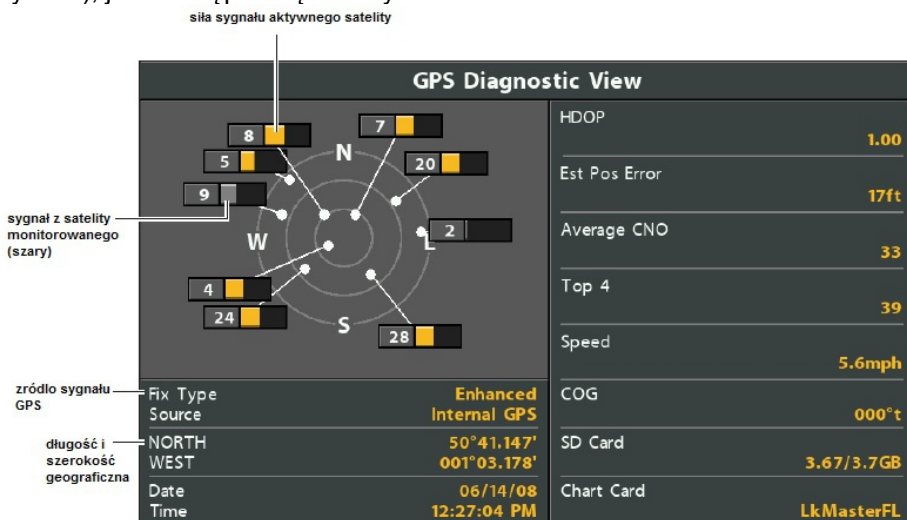 siła sygnału aktywnego satelity
GPS Diagnostic View
8
7
5
N
20
9
W
2
L
4
24
S
28
sygnał z satelity
monitorowanego
(szary)
zródło sygnału
GPS
długość i
szerokość
geograficzna
Fix Type Enhanced
Source Internal GPS
NORTH 50°41.147'
WEST 001°03.178'
Date 06/14/08
Time 12:27:04 PM
HDOP
1.00
Est Pos Error
17ft
Average CNO
33
Top 4
39
Speed
5.6mph
COG
000°t
SD Card
3.67/3.7GB
Chart Card
LkMasterFL